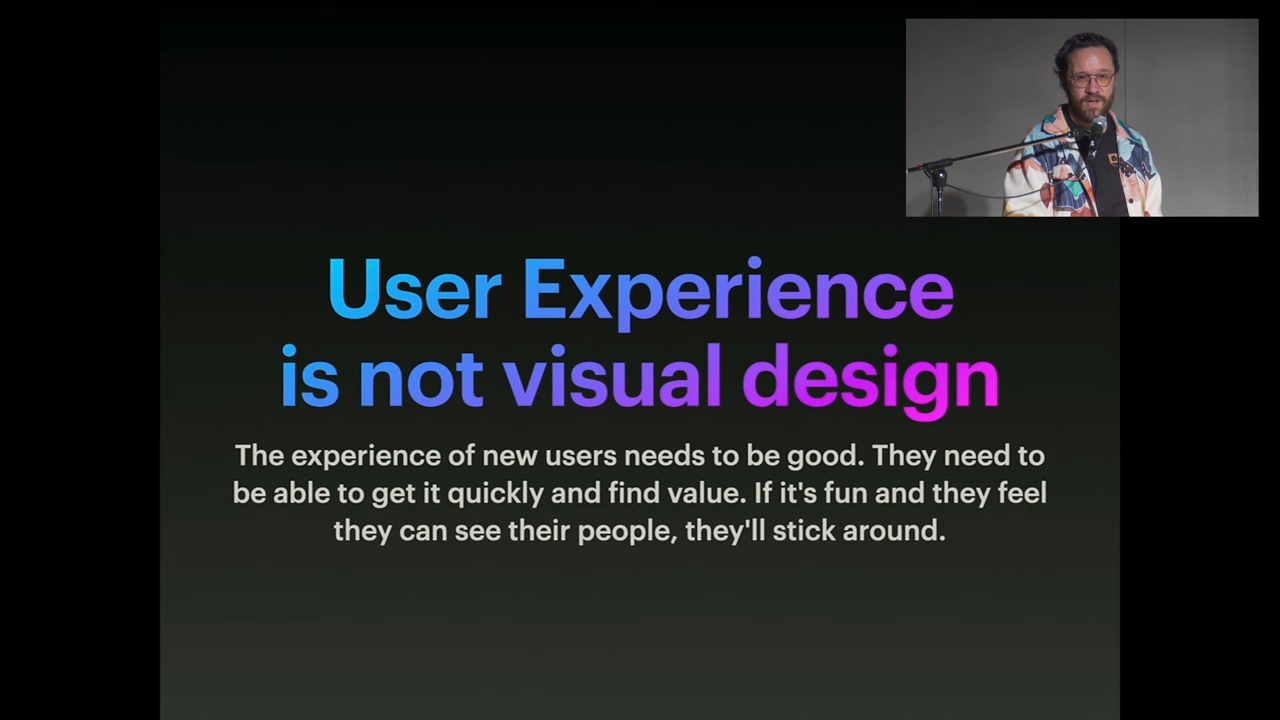 User Experience
is not visual design
The experience of new users needs to be good. They need to
be able to get it quickly and find value. If it's fun and they feel
they can see their people, they'll stick around.